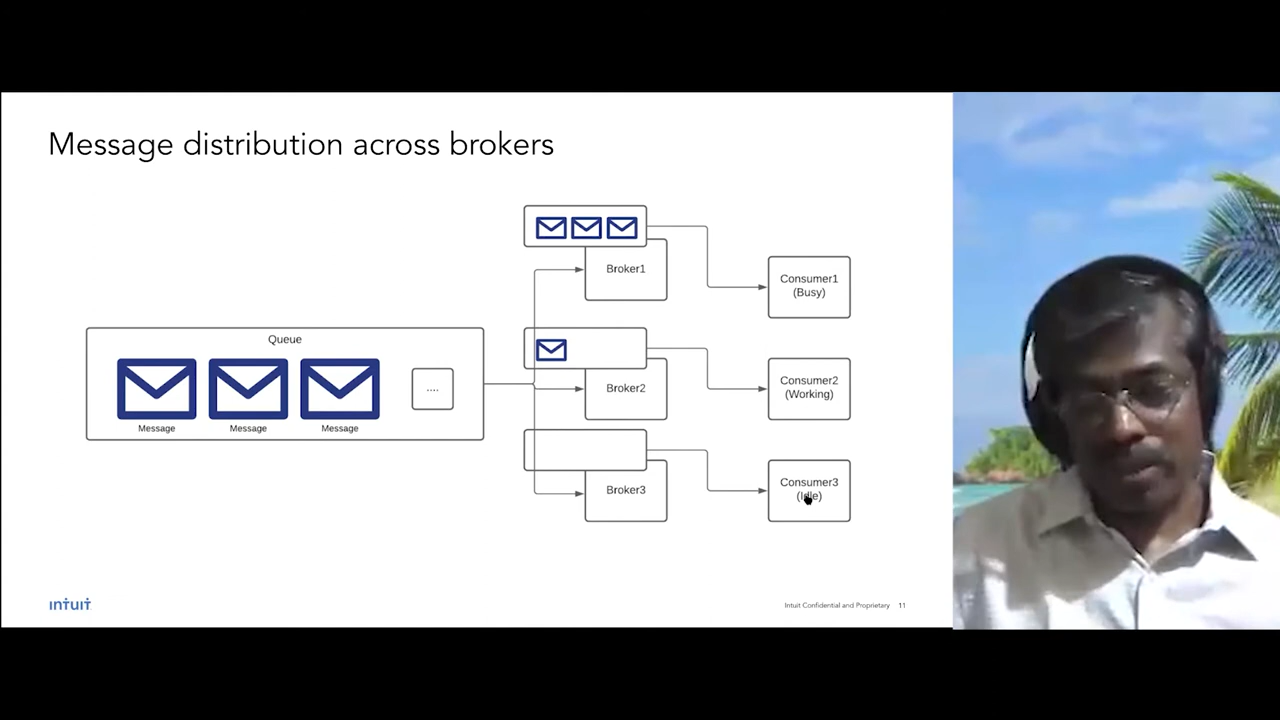 Message distribution across brokers
Queue
Message
Message
Message
....
Broker1
Broker2
Broker3
Consumer1
(Busy)
Consumer2
(Working)
Consumer3
(Idle)
INTUIT
Intuit Confidential and Proprietary 11